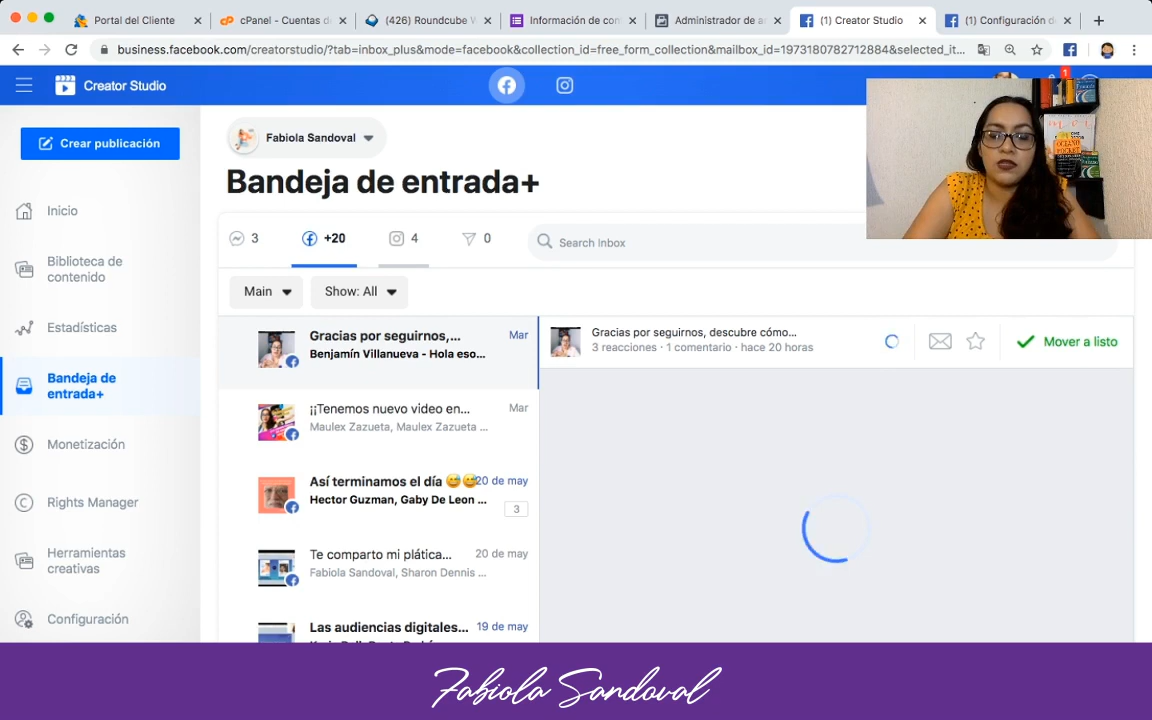 Portal del Cliente
cPanel - Cuentas d
(426) Roundcube
Información de con
Administrador de a
(1) Creator Studio
(1) Configuración d
business.facebook.com/creatorstudio/?tab=inbox_plus&mode=facebook&collection_id=free_form_collection&mailbox_id=1973180782712884&selected_it...
Creator Studio
1
Crear publicación
Inicio
Biblioteca de
contenido
Estadísticas
Bandeja de
entrada+
Monetización
Rights Manager
Herramientas
creativas
Configuración
Fabiola Sandoval
Bandeja de entrada+
3
+20
4
0
Search Inbox
Main
Show: All
Gracias por seguirnos,... Mar
Benjamín Villanueva - Hola eso...
¡¡Tenemos nuevo video en... Mar
Maulex Zazueta, Maulex Zazueta ...
Así terminamos el día 😅😅 20 de may
Hector Guzman, Gaby De Leon ...
3
Te comparto mi plática... 20 de may
Fabiola Sandoval, Sharon Dennis ...
Las audiencias digitales... 19 de may
Gracias por seguirnos, descubre cómo...
3 reacciones · 1 comentario · hace 20 horas
Mover a listo
OCEANO
Fabiola Sandoval